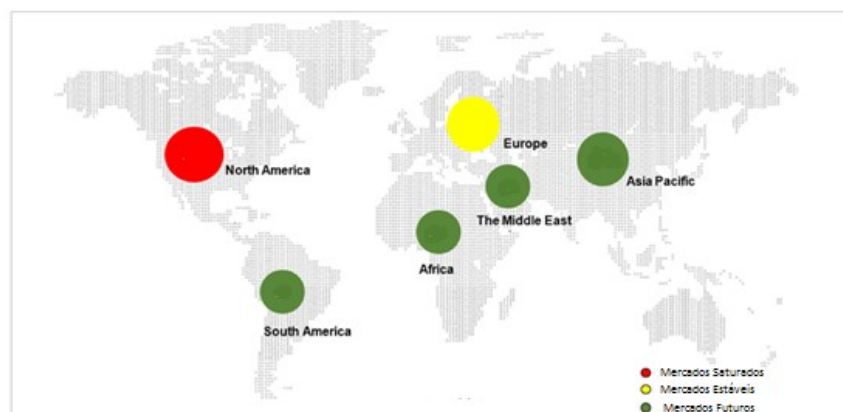 Europe
North America
Asia Pacific
The Middle East
Africa
South America
Mercados Saturados
Mercados Estáveis
Mercados Futuros